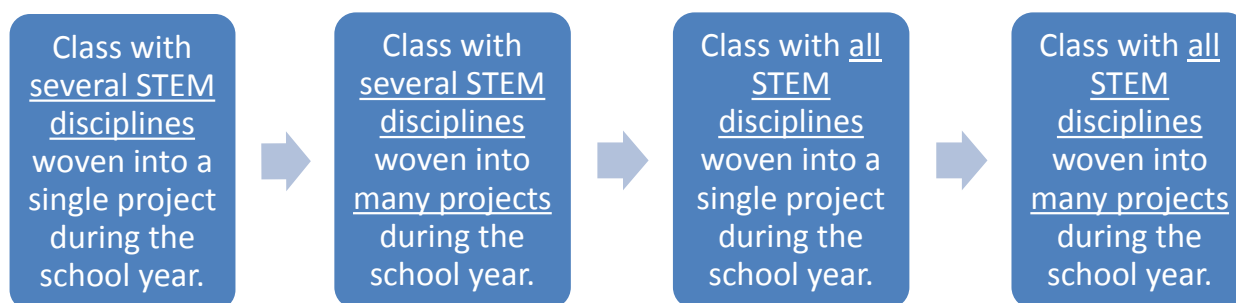 Class with
several STEM
disciplines
woven into a
single project
during the
school year.
Class with
several STEM
disciplines
woven into
many projects
during the
school year.
Class with all
STEM
disciplines
woven into a
single project
during the
school year.
Class with all
STEM
disciplines
woven into
many projects
during the
school year.